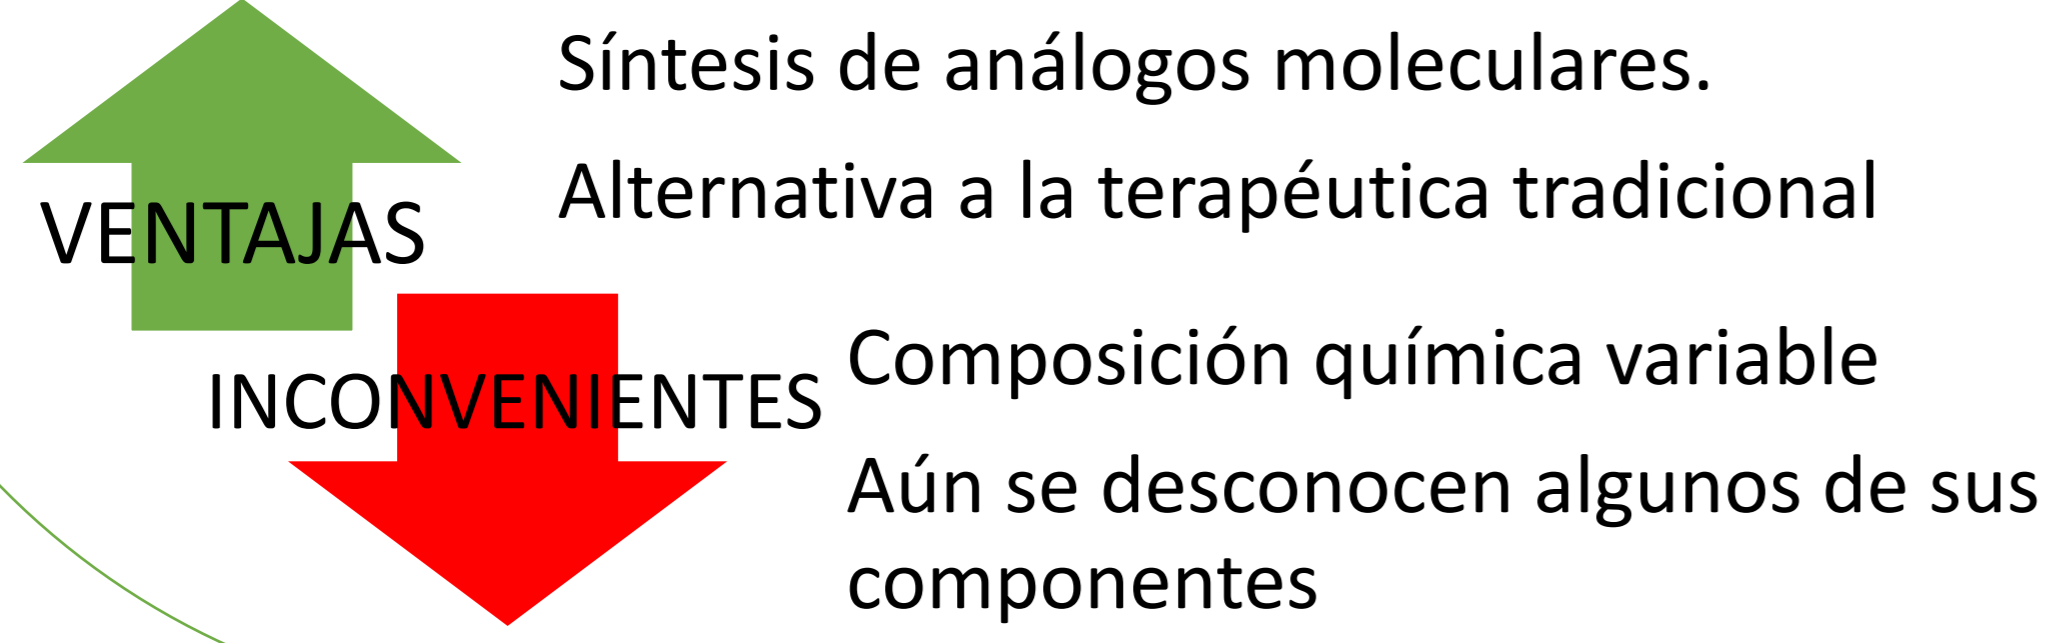 VENTAJAS
Síntesis de análogos moleculares.
Alternativa a la terapéutica tradicional
INCONVENIENTES
Composición química variable
Aún se desconocen algunos de sus
componentes